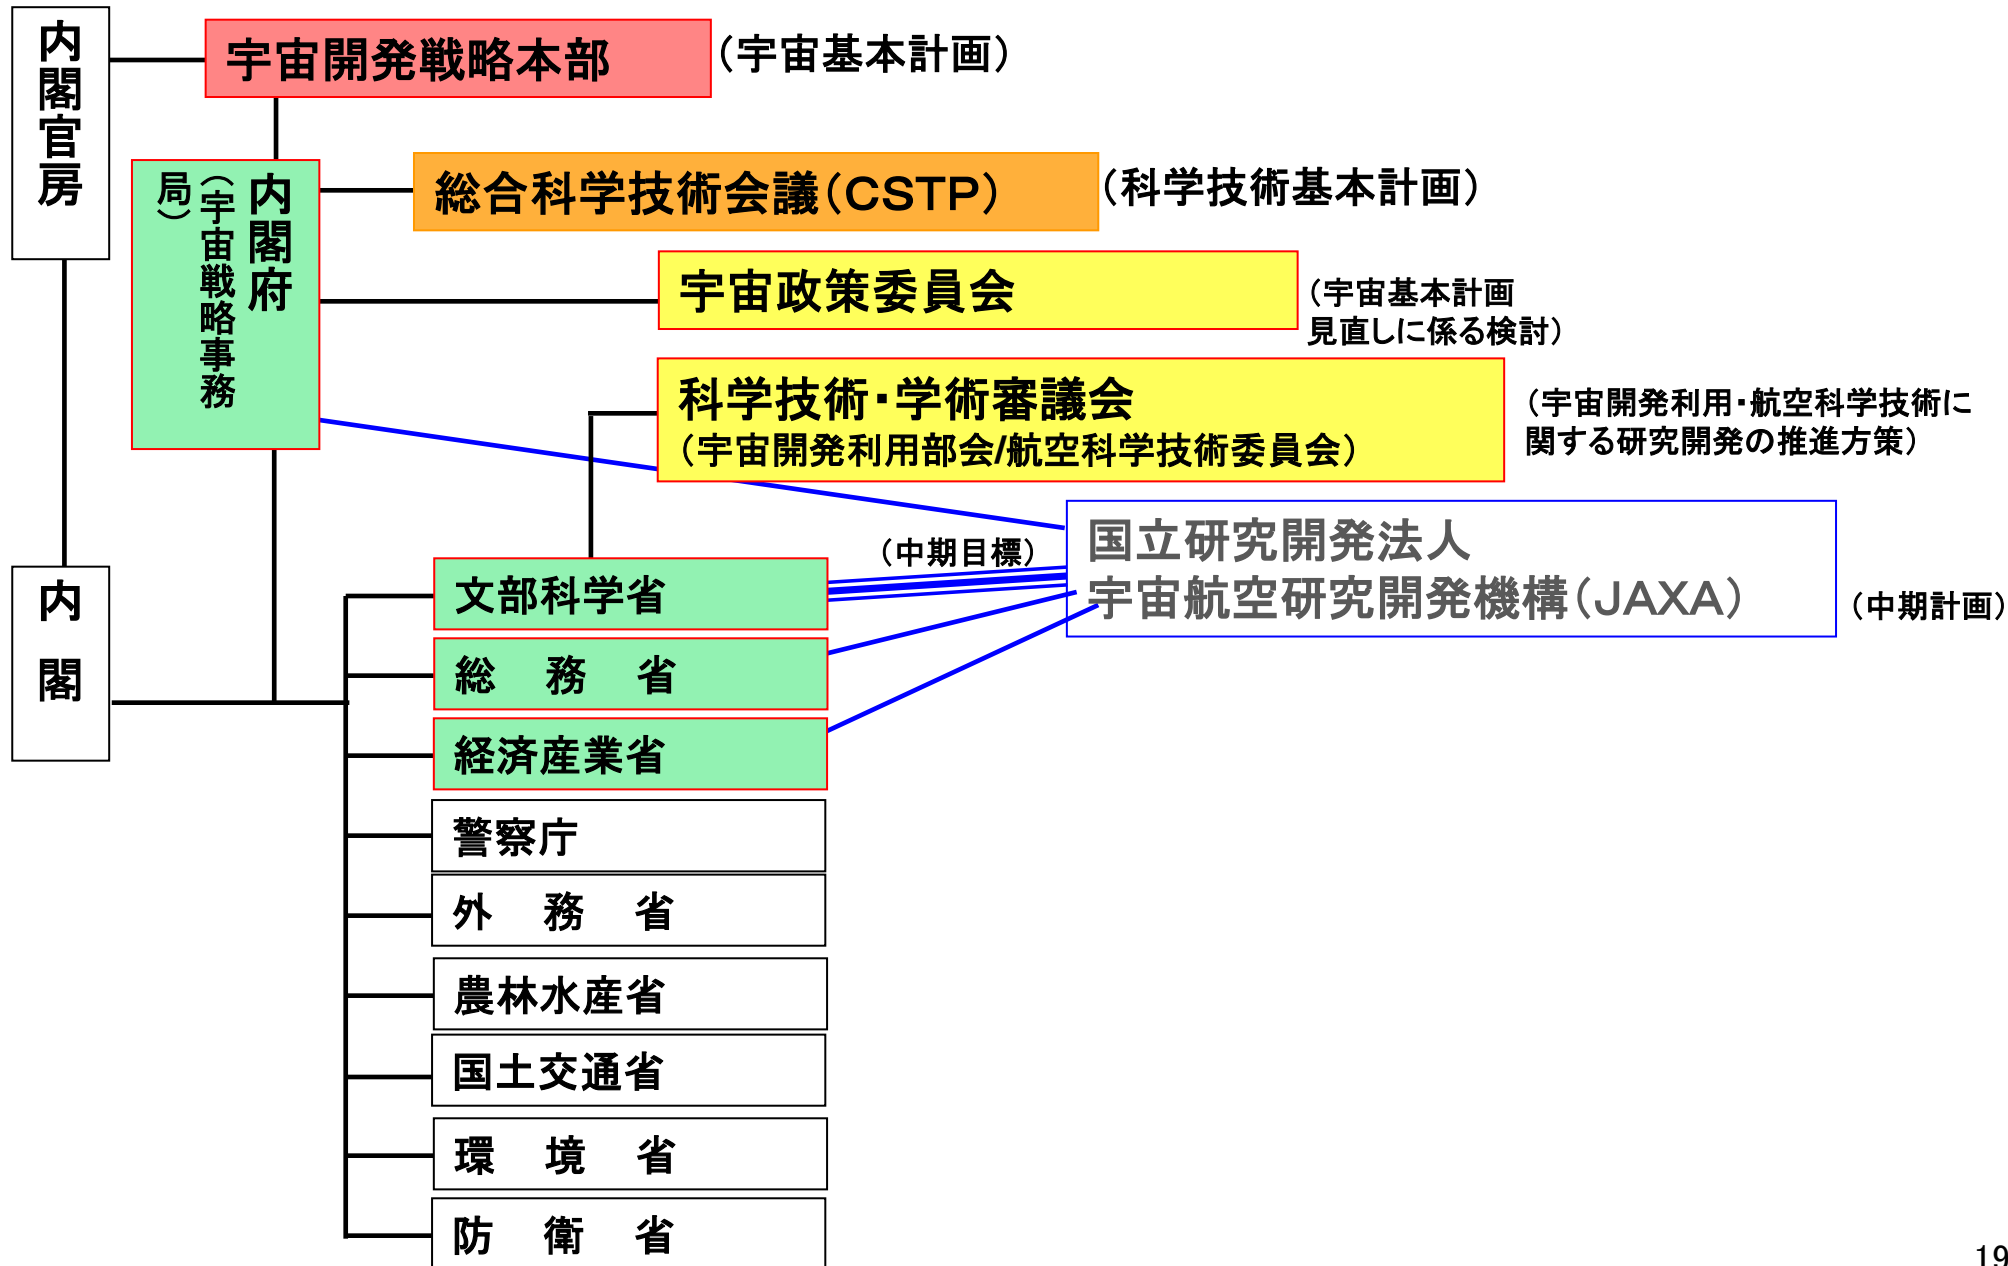 内閣官房
宇宙開発戦略本部
（宇宙基本計画）
内閣府
（宇宙戦略事務
局）
総合科学技術会議（CSTP）
（科学技術基本計画）
宇宙政策委員会
（宇宙基本計画
見直しに係る検討）
科学技術・学術審議会
（宇宙開発利用部会/航空科学技術委員会）
（宇宙開発利用・航空科学技術に
関する研究開発の推進方策）
国立研究開発法人
宇宙航空研究開発機構（JAXA）
（中期目標）
（中期計画）
内閣
文部科学省
総　務　省
経済産業省
警察庁
外　務　省
農林水産省
国土交通省
環　境　省
防　衛　省
19